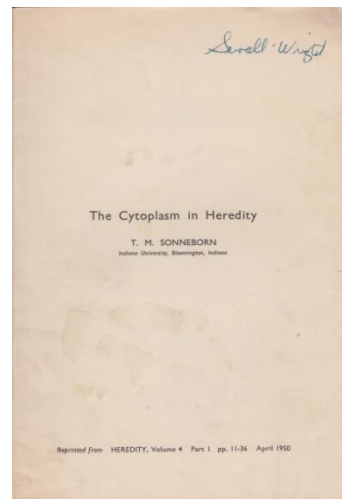 Sewall Wright
The Cytoplasm in Heredity
T. M. SONNEBORN
Indiana University, Bloomington, Indiana
Reprinted from HEREDITY, Volume 4 Part 1 pp. 11-36 April 1950